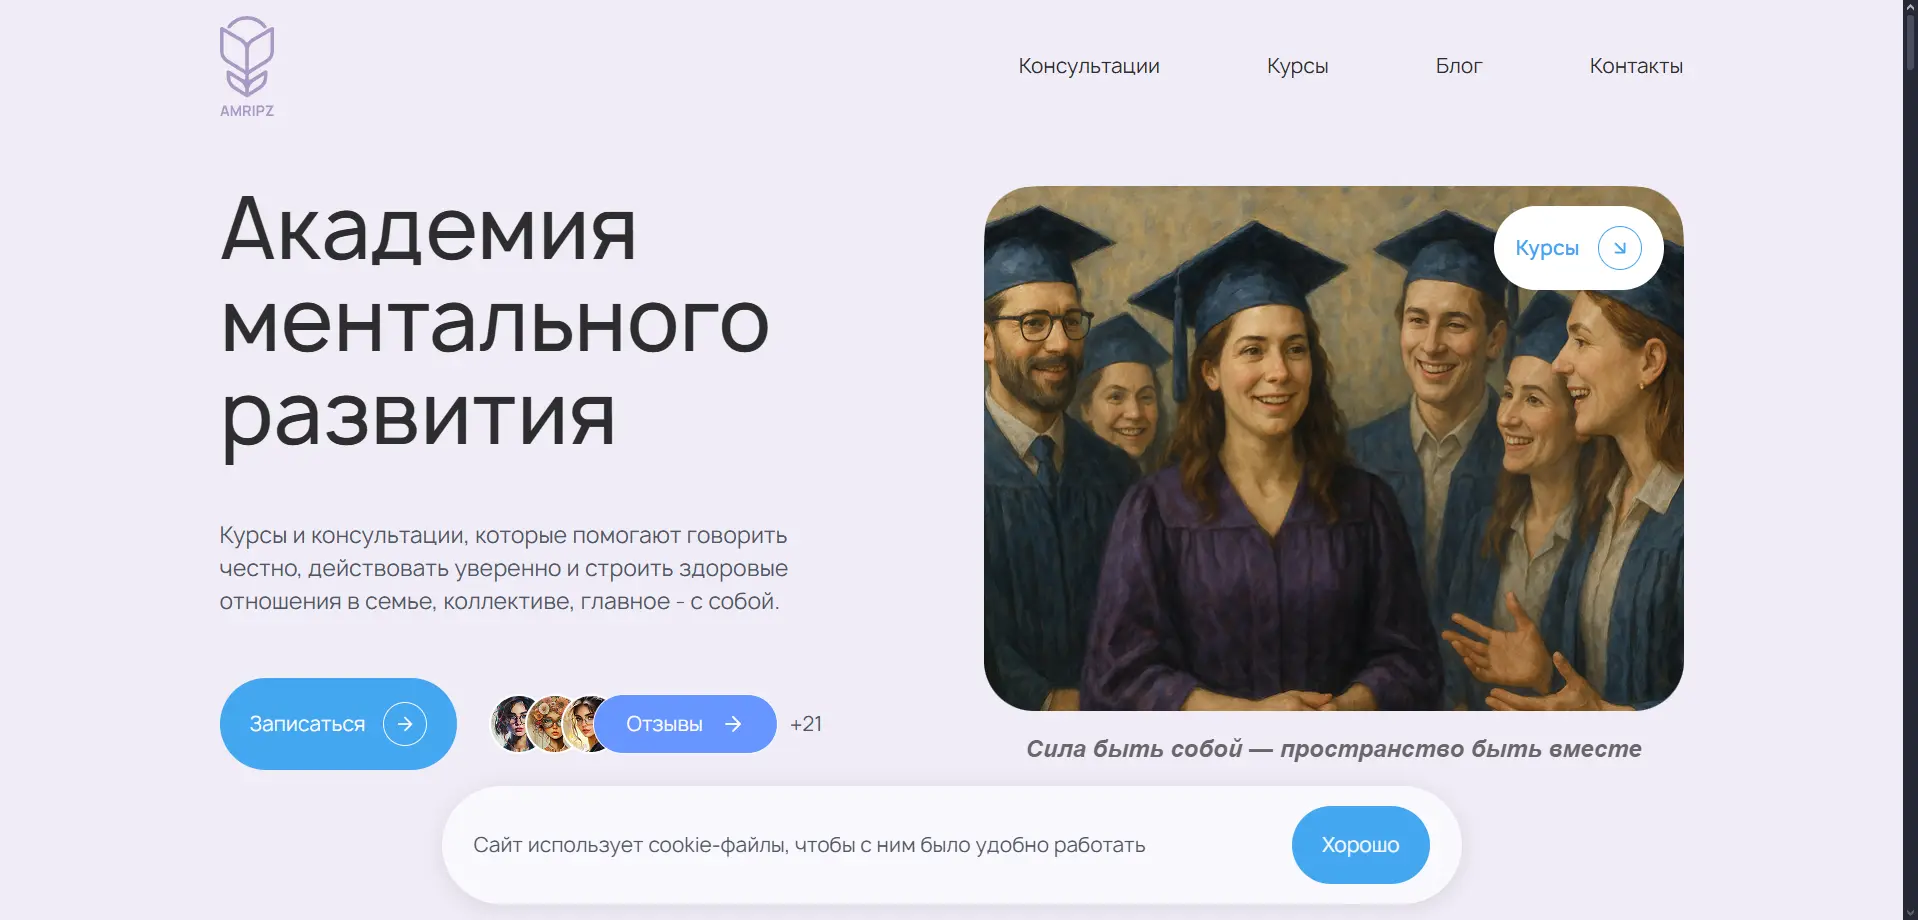 AMRIPZ
Консультации
Курсы
Блог
Контакты
Академия
ментального
развития
Курсы
Курсы и консультации, которые помогают говорить
честно, действовать уверенно и строить здоровые
отношения в семье, коллективе, главное - с собой.
Записаться
Отзывы
+21
Сила быть собой — пространство быть вместе
Сайт использует cookie-файлы, чтобы с ним было удобно работать
Хорошо